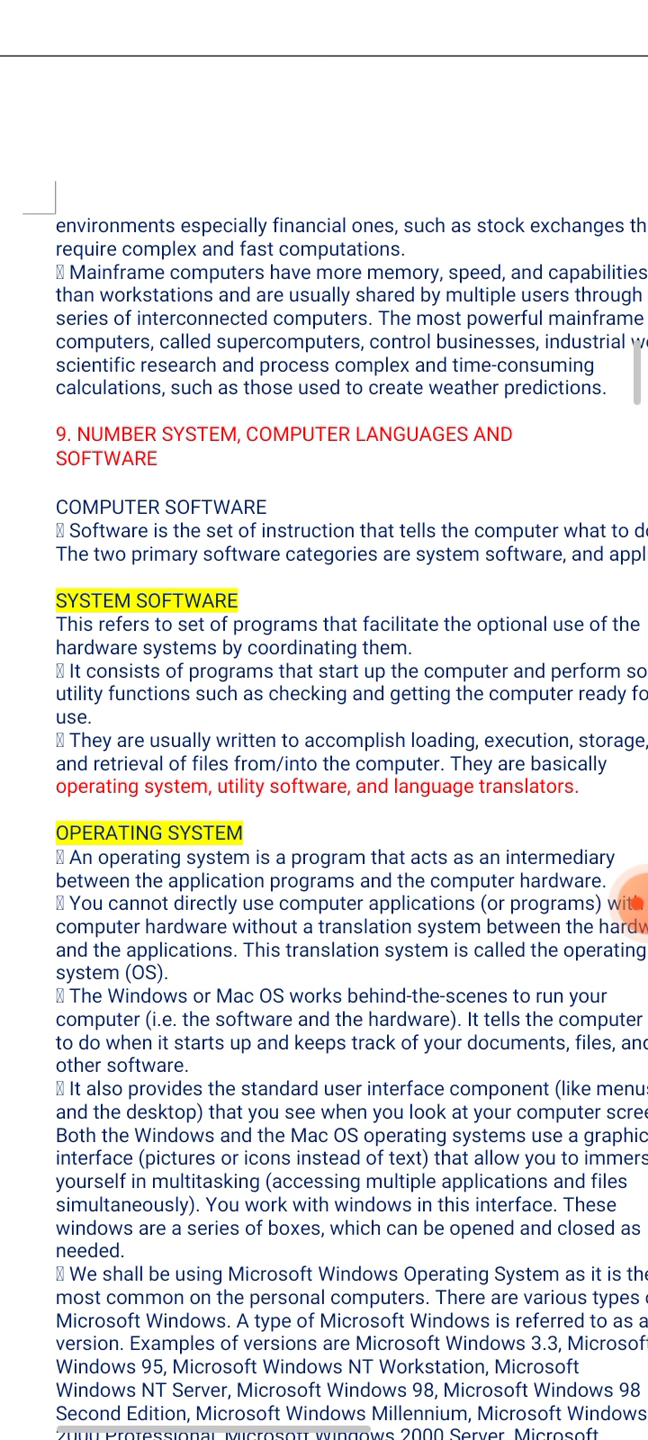 environments especially financial ones, such as stock exchanges th
require complex and fast computations.
 Mainframe computers have more memory, speed, and capabilities
than workstations and are usually shared by multiple users through
series of interconnected computers. The most powerful mainframe
computers, called supercomputers, control businesses, industrial w
scientific research and process complex and time-consuming
calculations, such as those used to create weather predictions.
9. NUMBER SYSTEM, COMPUTER LANGUAGES AND
SOFTWARE
COMPUTER SOFTWARE
 Software is the set of instruction that tells the computer what to do
The two primary software categories are system software, and appl
SYSTEM SOFTWARE
This refers to set of programs that facilitate the optional use of the
hardware systems by coordinating them.
 It consists of programs that start up the computer and perform so
utility functions such as checking and getting the computer ready fo
use.
 They are usually written to accomplish loading, execution, storage,
and retrieval of files from/into the computer. They are basically
operating system, utility software, and language translators.
OPERATING SYSTEM
 An operating system is a program that acts as an intermediary
between the application programs and the computer hardware.
 You cannot directly use computer applications (or programs) with
computer hardware without a translation system between the hardw
and the applications. This translation system is called the operating
system (OS).
 The Windows or Mac OS works behind-the-scenes to run your
computer (i.e. the software and the hardware). It tells the computer
to do when it starts up and keeps track of your documents, files, and
other software.
 It also provides the standard user interface component (like menus
and the desktop) that you see when you look at your computer scree
Both the Windows and the Mac OS operating systems use a graphic
interface (pictures or icons instead of text) that allow you to immers
yourself in multitasking (accessing multiple applications and files
simultaneously). You work with windows in this interface. These
windows are a series of boxes, which can be opened and closed as
needed.
 We shall be using Microsoft Windows Operating System as it is the
most common on the personal computers. There are various types o
Microsoft Windows. A type of Microsoft Windows is referred to as a
version. Examples of versions are Microsoft Windows 3.3, Microsoft
Windows 95, Microsoft Windows NT Workstation, Microsoft
Windows NT Server, Microsoft Windows 98, Microsoft Windows 98
Second Edition, Microsoft Windows Millennium, Microsoft Windows
2000 Professional, Microsoft Windows 2000 Server, Microsoft